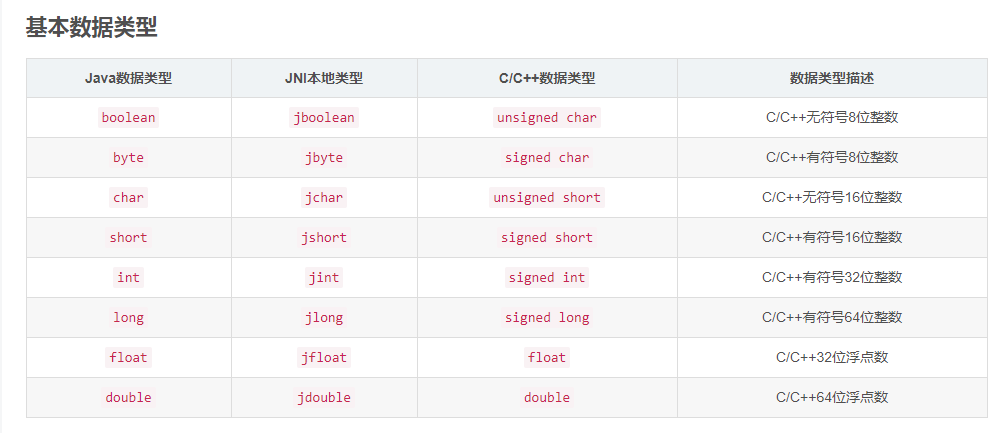 基本数据类型
Java数据类型 JNI本地类型 C/C++数据类型 数据类型描述
boolean jboolean unsigned char C/C++无符号8位整数
byte jbyte signed char C/C++有符号8位整数
char jchar unsigned short C/C++无符号16位整数
short jshort signed short C/C++有符号16位整数
int jint signed int C/C++有符号32位整数
long jlong signed long C/C++有符号64位整数
float jfloat float C/C++32位浮点数
double jdouble double C/C++64位浮点数